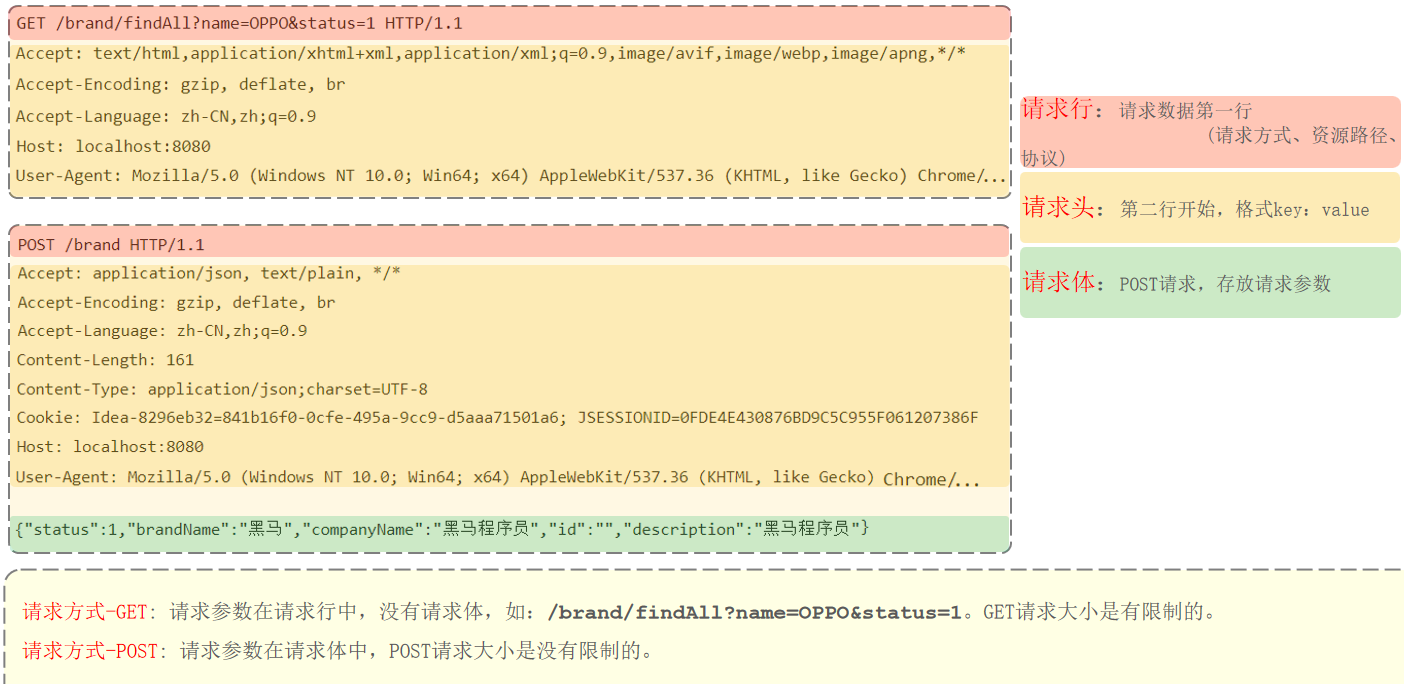 GET /brand/findAll?name=OPPO&status=1 HTTP/1.1
Accept: text/html,application/xhtml+xml,application/xml;q=0.9,image/avif,image/webp,image/apng,*/*
Accept-Encoding: gzip, deflate, br
Accept-Language: zh-CN,zh;q=0.9
Host: localhost:8080
User-Agent: Mozilla/5.0 (Windows NT 10.0; Win64; x64) AppleWebKit/537.36 (KHTML, like Gecko) Chrome/...
请求行：请求数据第一行
(请求方式、资源路径、
协议)
请求头：第二行开始，格式key：value
请求体：POST请求，存放请求参数
POST /brand HTTP/1.1
Accept: application/json, text/plain, */*
Accept-Encoding: gzip, deflate, br
Accept-Language: zh-CN,zh;q=0.9
Content-Length: 161
Content-Type: application/json;charset=UTF-8
Cookie: Idea-8296eb32=841b16f0-0cfe-495a-9cc9-d5aaa71501a6; JSESSIONID=0FDE4E430876BD9C5C955F061207386F
Host: localhost:8080
User-Agent: Mozilla/5.0 (Windows NT 10.0; Win64; x64) AppleWebKit/537.36 (KHTML, like Gecko) Chrome/...
{"status":1,"brandName":"黑马","companyName":"黑马程序员","id":"","description":"黑马程序员"}
请求方式-GET: 请求参数在请求行中，没有请求体，如：/brand/findAll?name=OPPO&status=1。GET请求大小是有限制的。
请求方式-POST: 请求参数在请求体中，POST请求大小是没有限制的。